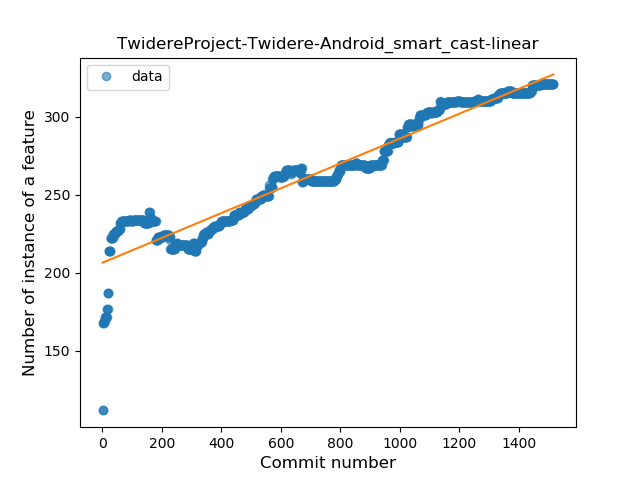 TwidereProject-Twidere-Android_smart_cast-linear
data
Number of instance of a feature
300
250
200
150
0 200 400 600 800 1000 1200 1400
Commit number